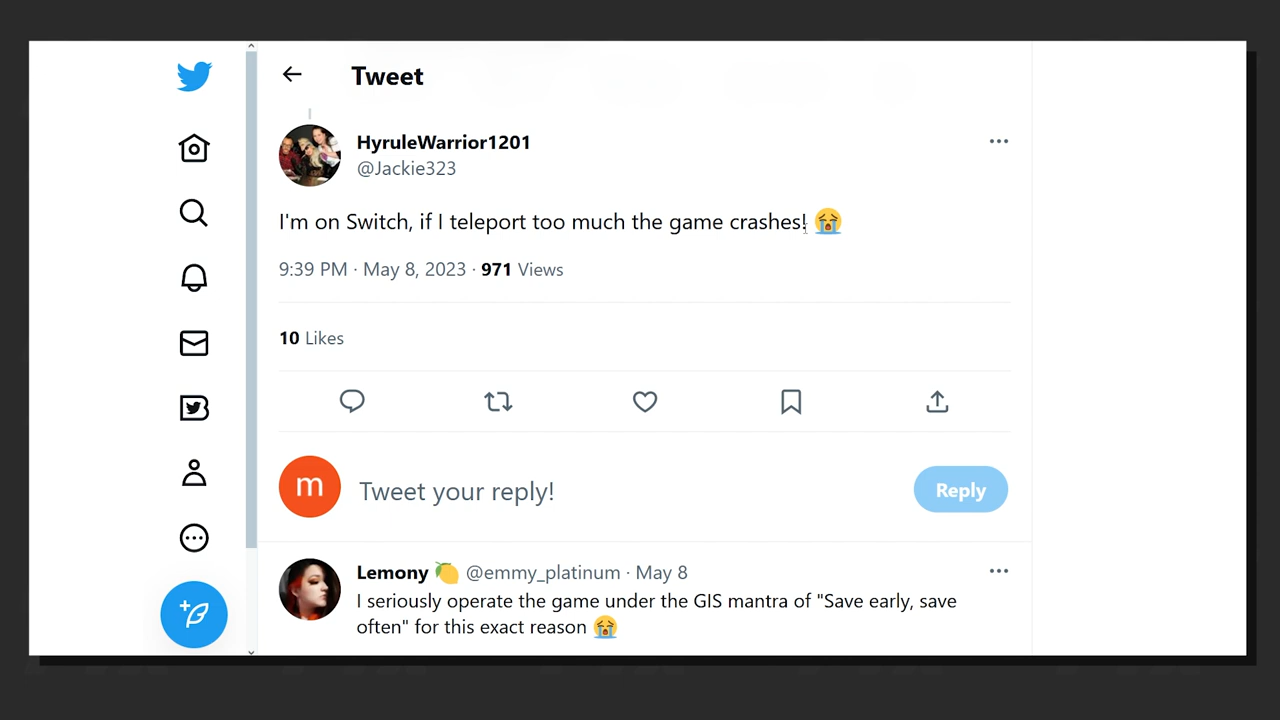 Tweet
HyruleWarrior1201
@Jackie323
I'm on Switch, if I teleport too much the game crashes! 😭
9:39 PM · May 8, 2023 · 971 Views
10 Likes
m
Tweet your reply!
Reply
Lemony 🍋 @emmy_platinum · May 8
I seriously operate the game under the GIS mantra of "Save early, save
often" for this exact reason 😭